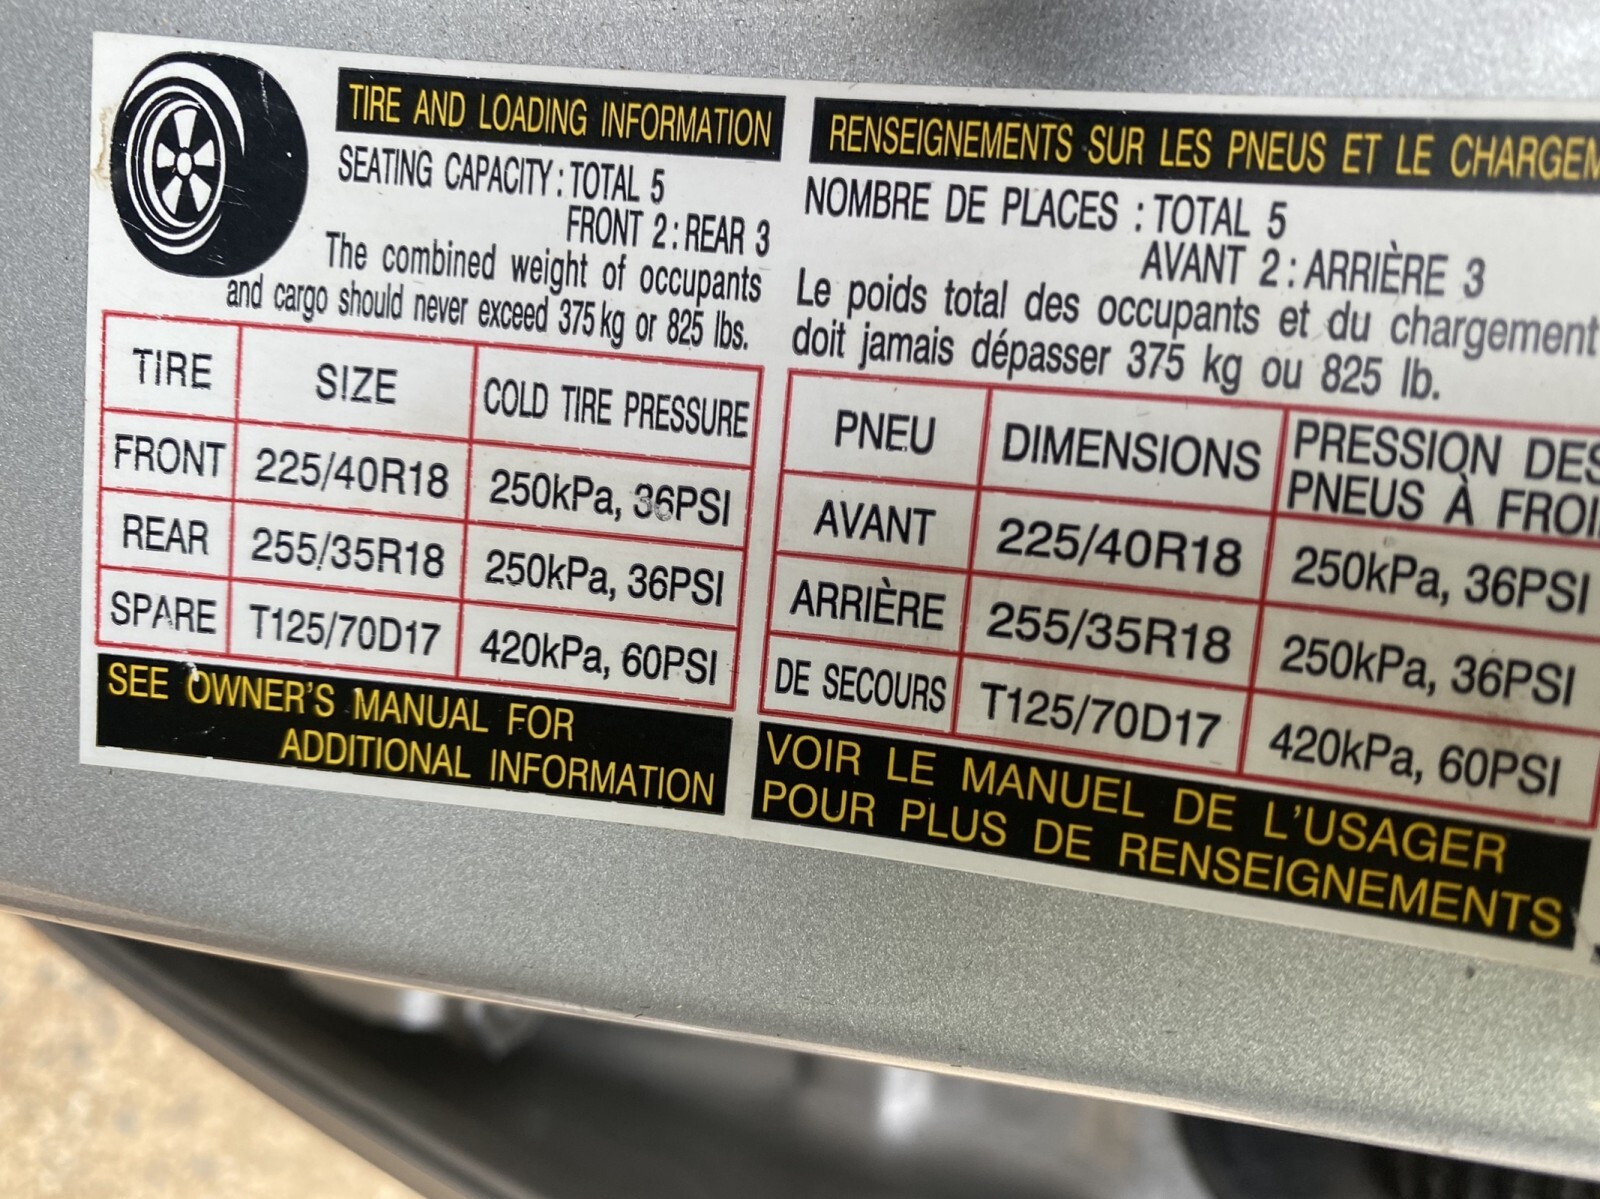 TIRE AND LOADING INFORMATION
SEATING CAPACITY : TOTAL 5
FRONT 2 : REAR 3
The combined weight of occupants
and cargo should never exceed 375 kg or 825 lbs.
TIRE SIZE COLD TIRE PRESSURE
FRONT 225/40R18 250kPa, 36PSI
REAR 255/35R18 250kPa, 36PSI
SPARE T125/70D17 420kPa, 60PSI
SEE OWNER'S MANUAL FOR
ADDITIONAL INFORMATION
RENSEIGNEMENTS SUR LES PNEUS ET LE CHARGEM
NOMBRE DE PLACES : TOTAL 5
AVANT 2 : ARRIÈRE 3
Le poids total des occupants et du chargement
doit jamais dépasser 375 kg ou 825 lb.
PNEU DIMENSIONS PRESSION DES
PNEUS À FROI
AVANT 225/40R18 250kPa, 36PSI
ARRIÈRE 255/35R18 250kPa, 36PSI
DE SECOURS T125/70D17 420kPa, 60PSI
VOIR LE MANUEL DE L'USAGER
POUR PLUS DE RENSEIGNEMENTS